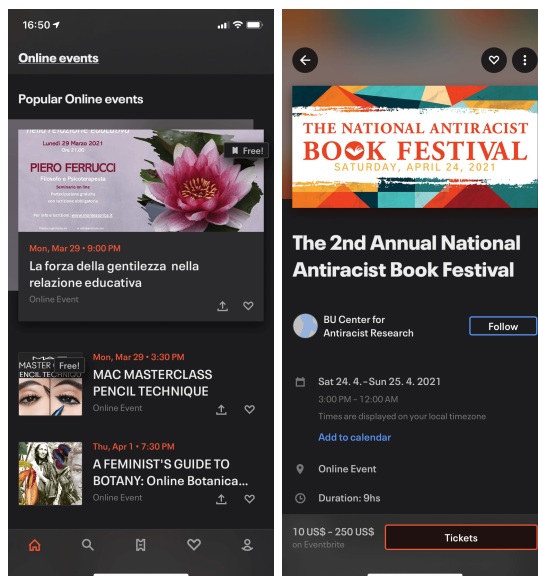 16:50
Online events
Popular Online events
nella relazione educativa
Lunedì 29 Marzo 2021
Ore 21.00
PIERO FERRUCCI
Filosofo e Psicoterapeuta
Seminario on line
Free!
Mon, Mar 29 • 9:00 PM
La forza della gentilezza nella
relazione educativa
Online Event
MASTER
PENCIL TECHNIQUE
Free!
Mon, Mar 29 • 3:30 PM
MAC MASTERCLASS
PENCIL TECHNIQUE
Online Event
Thu, Apr 1 • 7:30 PM
A FEMINIST'S GUIDE TO
BOTANY: Online Botanica...
Online Event
THE NATIONAL ANTIRACIST
BOOK FESTIVAL
SATURDAY, APRIL 24, 2021
The 2nd Annual National
Antiracist Book Festival
BU Center for
Antiracist Research
Follow
Sat 24. 4. - Sun 25. 4. 2021
3:00 PM – 12:00 AM
Times are displayed on your local timezone
Add to calendar
Online Event
Duration: 9hs
10 US$ – 250 US$
on Eventbrite
Tickets